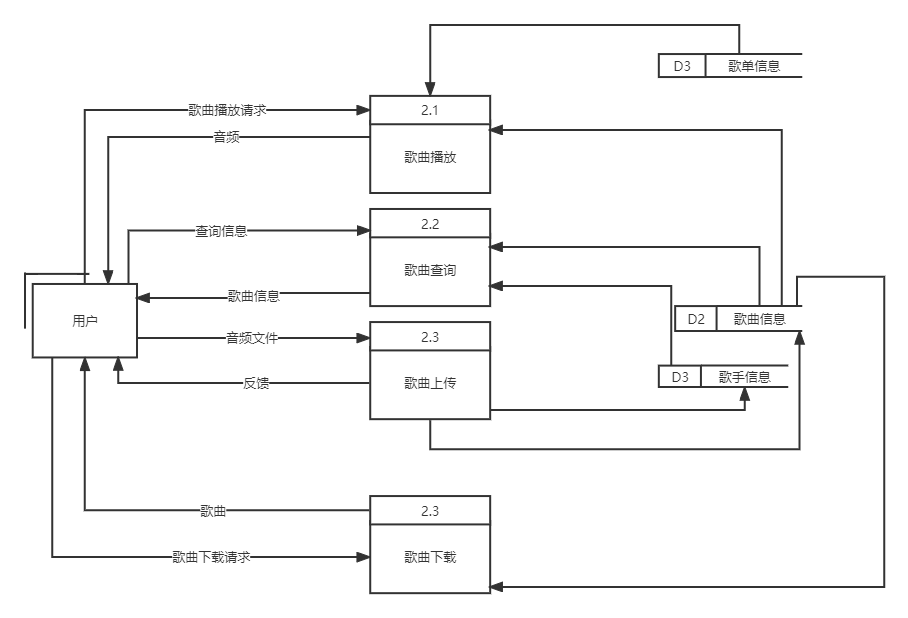 D3 歌单信息
歌曲播放请求
2.1
音频
歌曲播放
查询信息
2.2
歌曲查询
歌曲信息
用户
D2 歌曲信息
音频文件
2.3
反馈
歌曲上传
D3 歌手信息
歌曲
2.3
歌曲下载请求
歌曲下载